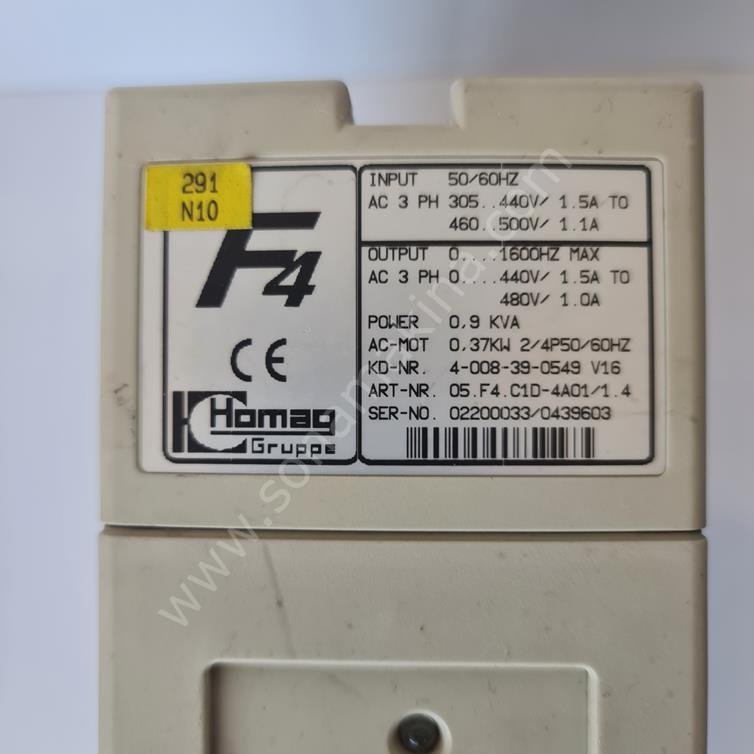 291
N10
F4
CE
Homag
Gruppe
INPUT 50/60HZ
AC 3 PH 305..440V/ 1.5A TO
460..500V/ 1.1A
OUTPUT 0....1600HZ MAX
AC 3 PH 0....440V/ 1.5A TO
480V/ 1.0A
POWER 0,9 KVA
AC-MOT 0,37KW 2/4P50/60HZ
KD-NR. 4-008-39-0549 V16
ART-NR. 05.F4.C1D-4A01/1.4
SER-NO. 02200033/0439603
www.sonanmakina.com